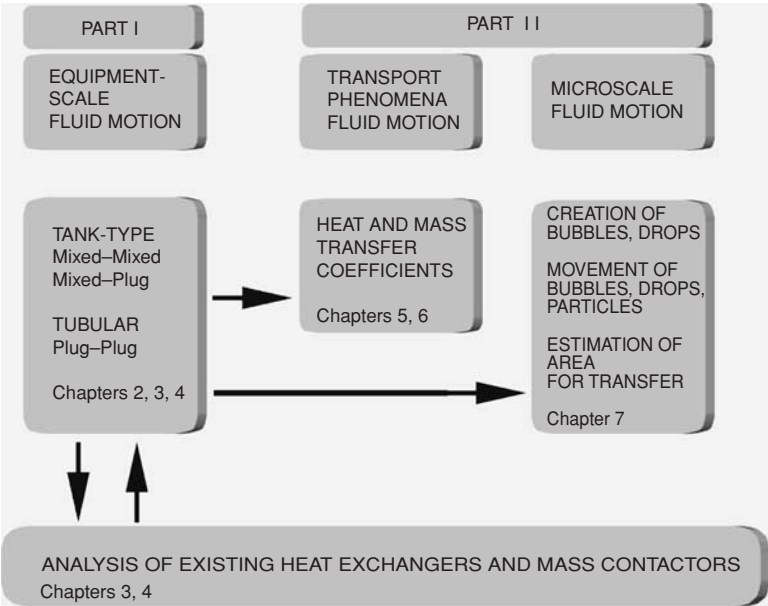 PART I
PART II
EQUIPMENT-
SCALE
FLUID MOTION
TRANSPORT
PHENOMENA
FLUID MOTION
MICROSCALE
FLUID MOTION
TANK-TYPE
Mixed–Mixed
Mixed–Plug
TUBULAR
Plug–Plug
Chapters 2, 3, 4
HEAT AND MASS
TRANSFER
COEFFICIENTS
Chapters 5, 6
CREATION OF
BUBBLES, DROPS
MOVEMENT OF
BUBBLES, DROPS,
PARTICLES
ESTIMATION OF
AREA
FOR TRANSFER
Chapter 7
ANALYSIS OF EXISTING HEAT EXCHANGERS AND MASS CONTACTORS
Chapters 3, 4